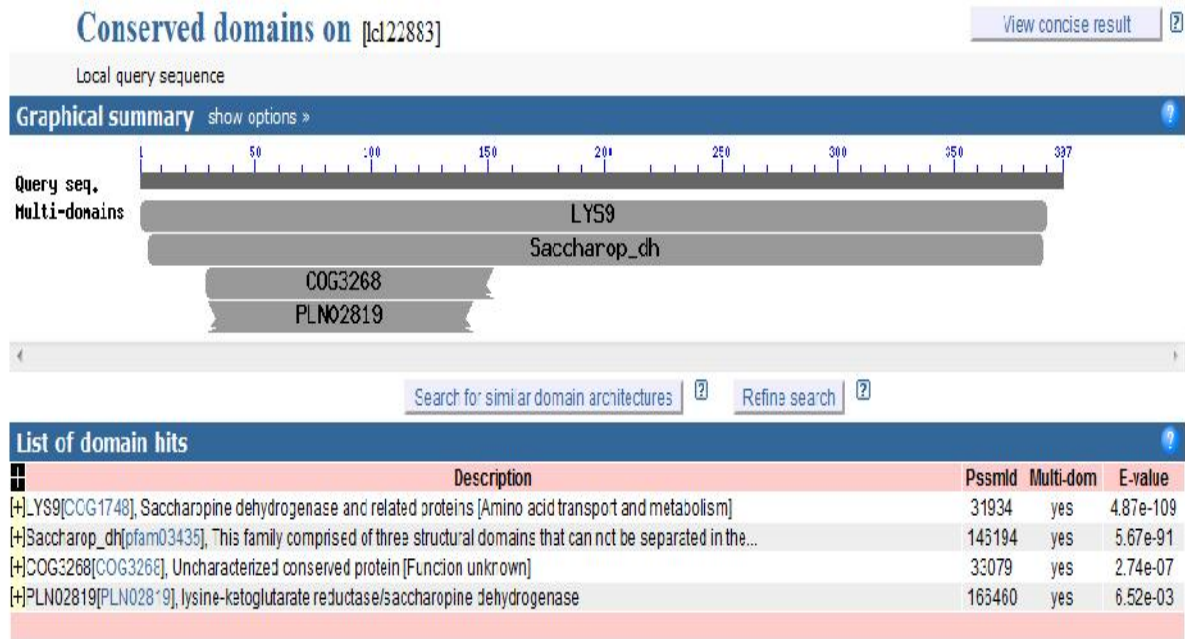 Conserved domains on [lcl22883]
View concise result
?
Local query sequence
Graphical summary show options »
?
1 50 100 150 200 250 300 350 397
Query seq.
Multi-domains
LYS9
Saccharop_dh
COG3268
PLN02819
Search for similar domain architectures ? Refine search ?
List of domain hits
?
Description PssmId Multi-dom E-value
[+]LYS9[COG1748], Saccharopine dehydrogenase and related proteins [Amino acid transport and metabolism] 31934 yes 4.87e-109
[+]Saccharop_dh[pfam03435], This family comprised of three structural domains that can not be separated in the... 146194 yes 5.67e-91
[+]COG3268[COG3268], Uncharacterized conserved protein [Function unknown] 33079 yes 2.74e-07
[+]PLN02819[PLN02819], lysine-ketoglutarate reductase/saccharopine dehydrogenase 166460 yes 6.52e-03